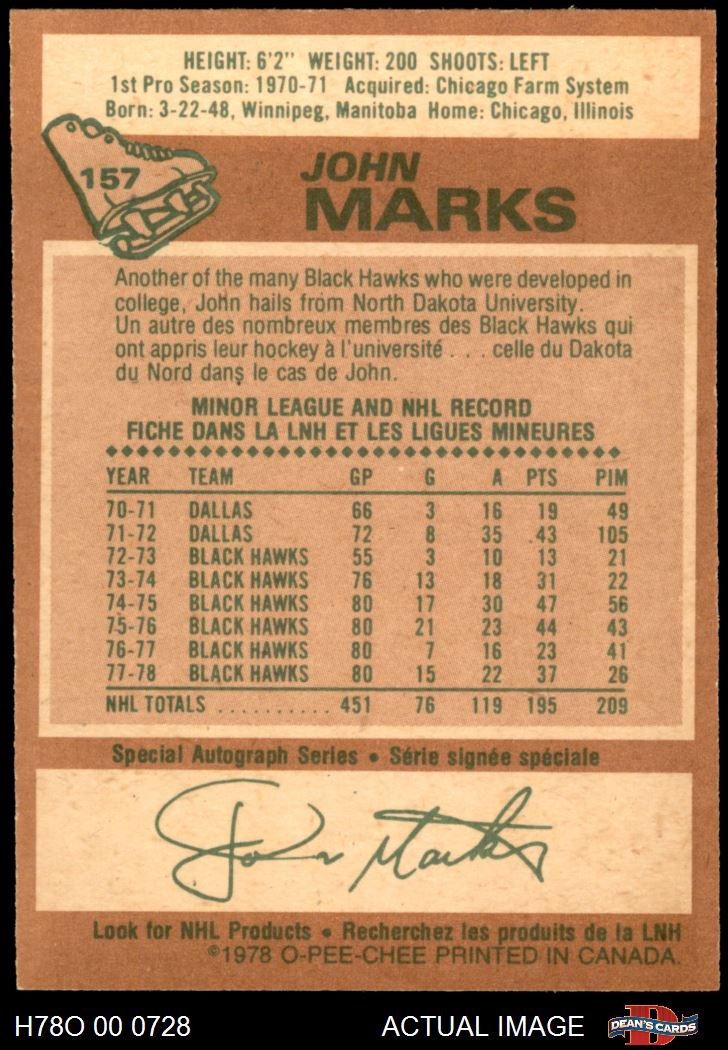 HEIGHT: 6'2" WEIGHT: 200 SHOOTS: LEFT
1st Pro Season: 1970-71 Acquired: Chicago Farm System
Born: 3-22-48, Winnipeg, Manitoba Home: Chicago, Illinois
157
JOHN
MARKS
Another of the many Black Hawks who were developed in
college, John hails from North Dakota University.
Un autre des nombreux membres des Black Hawks qui
ont appris leur hockey à l'université . . . celle du Dakota
du Nord dans le cas de John.
MINOR LEAGUE AND NHL RECORD
FICHE DANS LA LNH ET LES LIGUES MINEURES
YEAR TEAM GP G A PTS PIM
70-71 DALLAS 66 3 16 19 49
71-72 DALLAS 72 8 35 43 105
72-73 BLACK HAWKS 55 3 10 13 21
73-74 BLACK HAWKS 76 13 18 31 22
74-75 BLACK HAWKS 80 17 30 47 56
75-76 BLACK HAWKS 80 21 23 44 43
76-77 BLACK HAWKS 80 7 16 23 41
77-78 BLACK HAWKS 80 15 22 37 26
NHL TOTALS .......... 451 76 119 195 209
Special Autograph Series • Série signée spéciale
John Marks
Look for NHL Products • Recherchez les produits de la LNH
©1978 O-PEE-CHEE PRINTED IN CANADA.
H78O 00 0728 ACTUAL IMAGE D DEAN'S CARDS